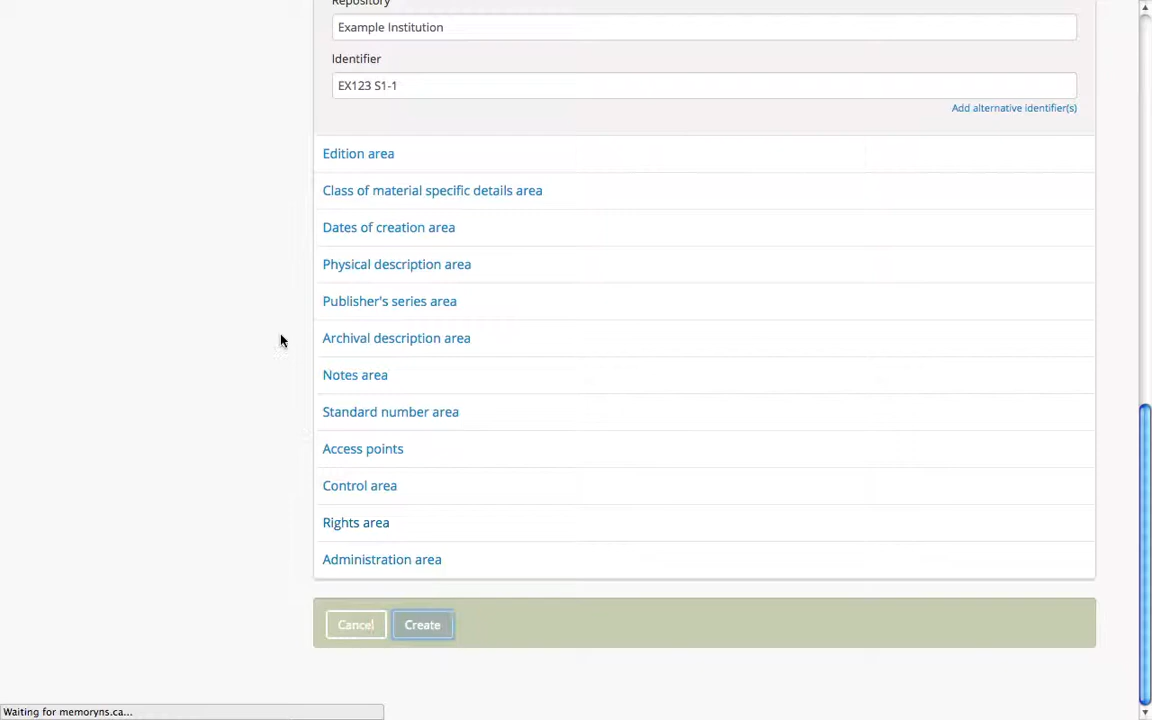 Repository
Example Institution
Identifier
EX123 S1-1
Add alternative identifier(s)
Edition area
Class of material specific details area
Dates of creation area
Physical description area
Publisher's series area
Archival description area
Notes area
Standard number area
Access points
Control area
Rights area
Administration area
Cancel
Create
Waiting for memoryns.ca...